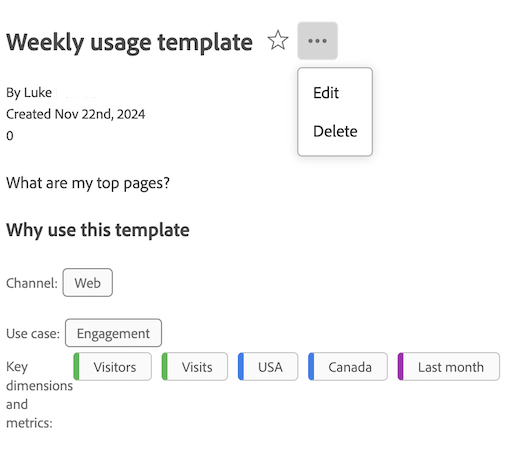 Weekly usage template
Edit
Delete
By Luke
Created Nov 22nd, 2024
0
What are my top pages?
Why use this template
Channel: Web
Use case: Engagement
Key dimensions and metrics: Visitors Visits USA Canada Last month